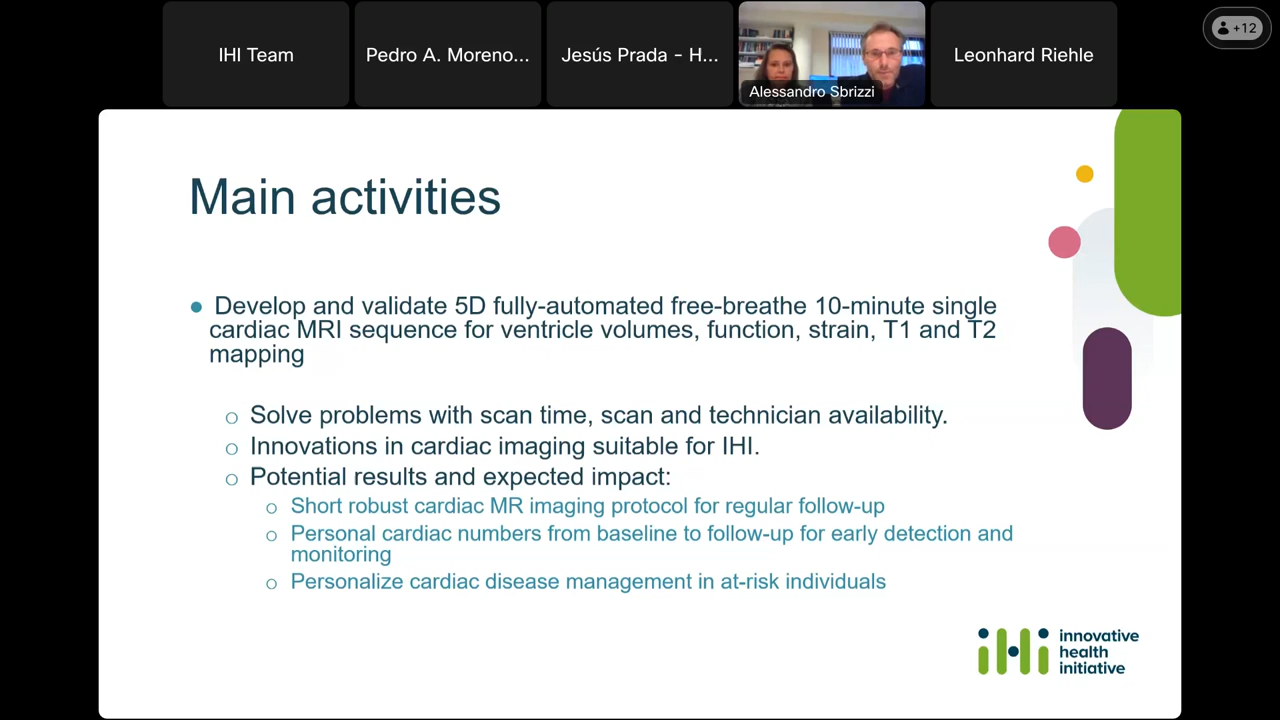 IHI Team
Pedro A. Moreno...
Jesús Prada - H...
Alessandro Sbrizzi
Leonhard Riehle
+12
Main activities
Develop and validate 5D fully-automated free-breathe 10-minute single
cardiac MRI sequence for ventricle volumes, function, strain, T1 and T2
mapping
Solve problems with scan time, scan and technician availability.
Innovations in cardiac imaging suitable for IHI.
Potential results and expected impact:
Short robust cardiac MR imaging protocol for regular follow-up
Personal cardiac numbers from baseline to follow-up for early detection and
monitoring
Personalize cardiac disease management in at-risk individuals
ihi
innovative
health
initiative